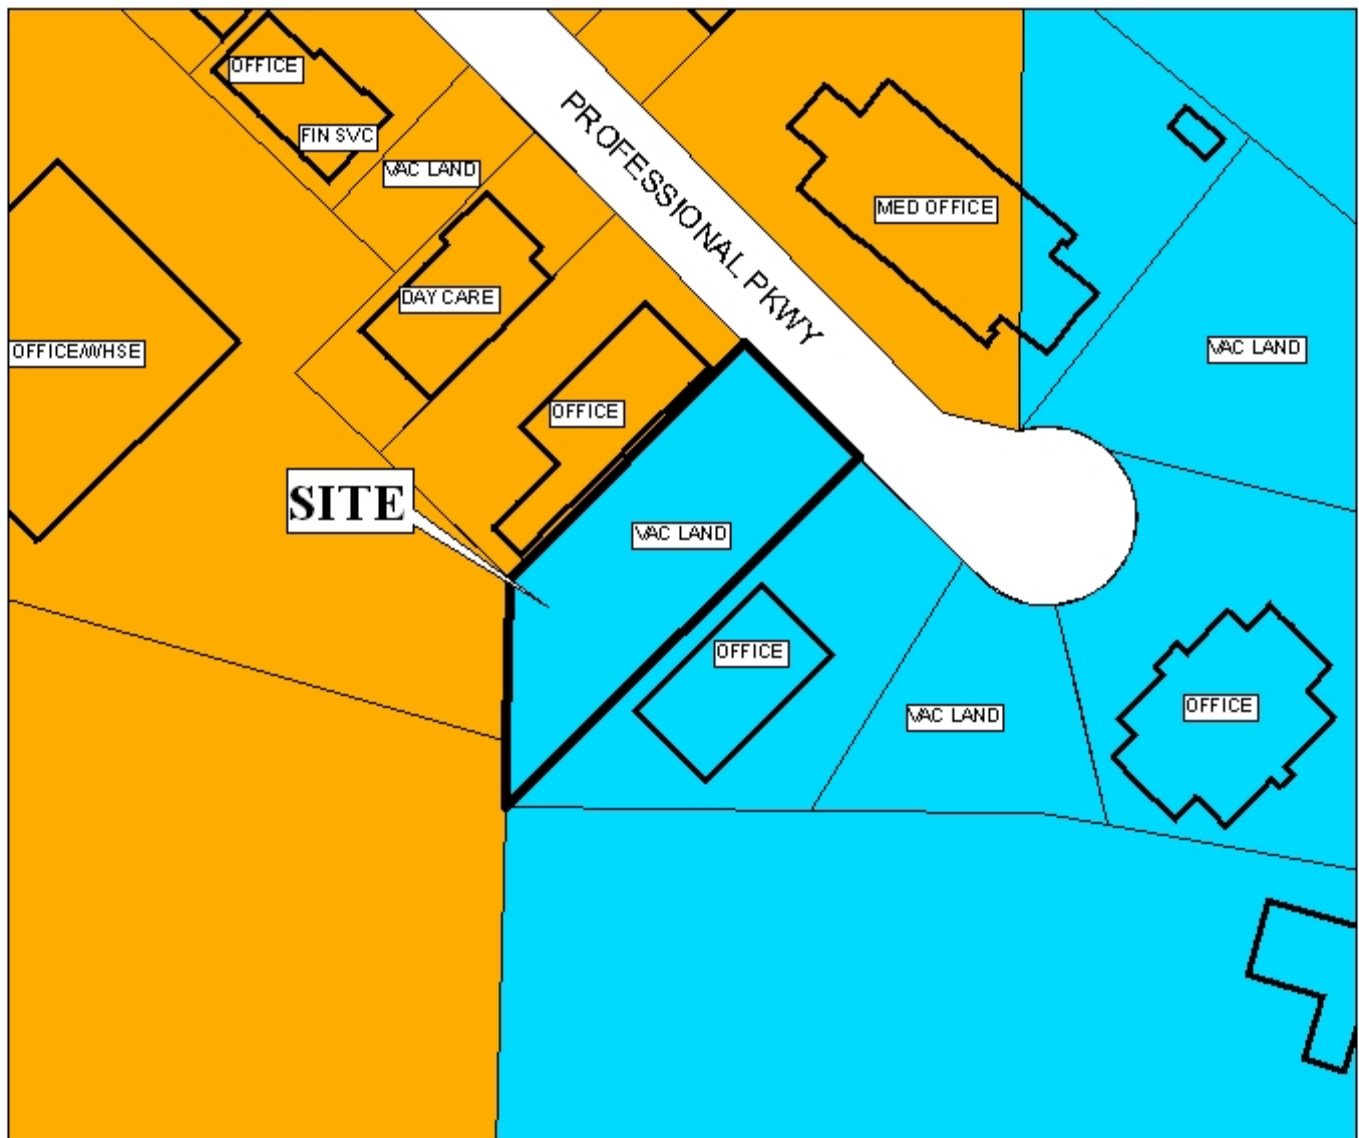 OFFICE
FIN SVC
VAC LAND
PROFESSIONAL PKWY
MED OFFICE
DAY CARE
OFFICE/WHSE
VAC LAND
OFFICE
SITE
VAC LAND
OFFICE
VAC LAND
OFFICE